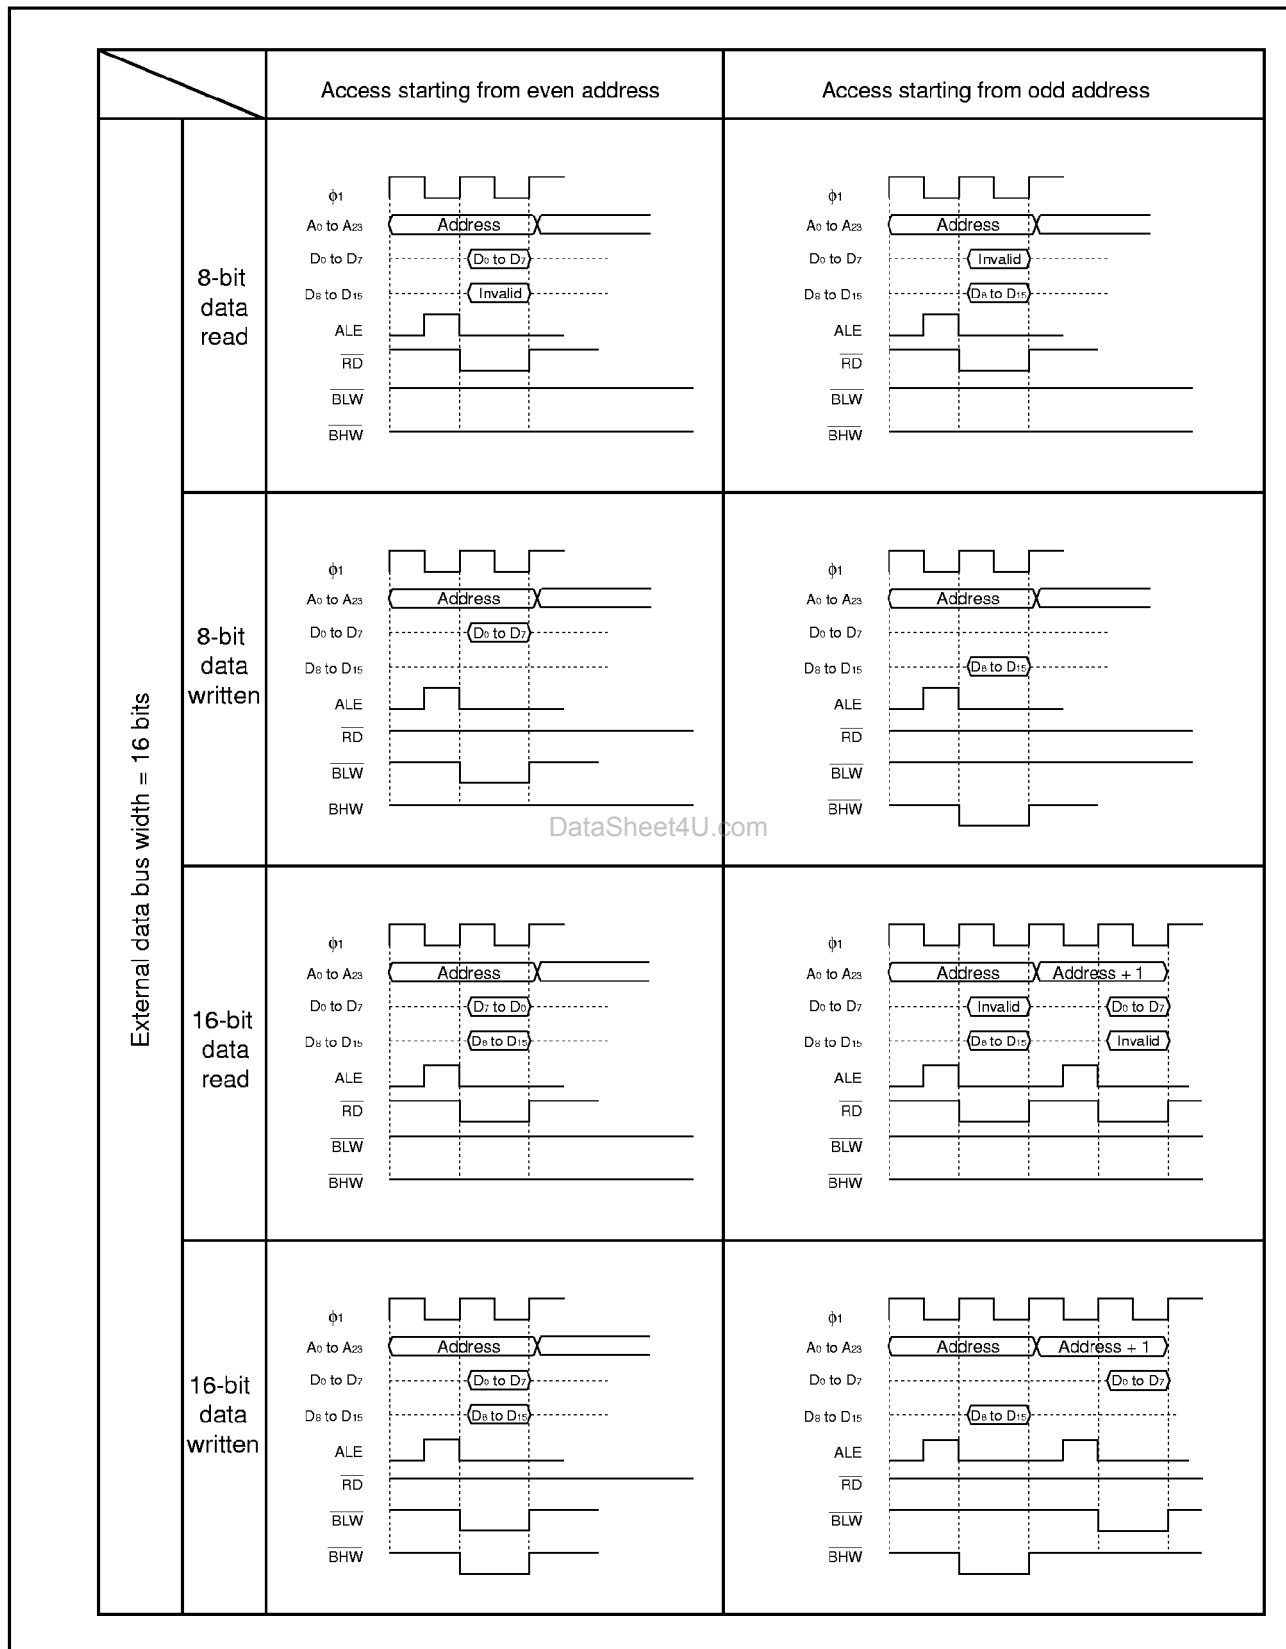 Access starting from even address
Access starting from odd address
External data bus width = 16 bits
8-bit
data
read
ϕ1
A0 to A23
Address
D0 to D7
D0 to D7
D8 to D15
Invalid
ALE
RD
BLW
BHW
ϕ1
A0 to A23
Address
D0 to D7
Invalid
D8 to D15
D8 to D15
ALE
RD
BLW
BHW
8-bit
data
written
ϕ1
A0 to A23
Address
D0 to D7
D0 to D7
D8 to D15
ALE
RD
BLW
BHW
ϕ1
A0 to A23
Address
D0 to D7
D8 to D15
D8 to D15
ALE
RD
BLW
BHW
DataSheet4U.com
16-bit
data
read
ϕ1
A0 to A23
Address
D0 to D7
D7 to D0
D8 to D15
D8 to D15
ALE
RD
BLW
BHW
ϕ1
A0 to A23
Address Address + 1
D0 to D7
Invalid D0 to D7
D8 to D15
D8 to D15 Invalid
ALE
RD
BLW
BHW
16-bit
data
written
ϕ1
A0 to A23
Address
D0 to D7
D0 to D7
D8 to D15
D8 to D15
ALE
RD
BLW
BHW
ϕ1
A0 to A23
Address Address + 1
D0 to D7
D0 to D7
D8 to D15
D8 to D15
ALE
RD
BLW
BHW